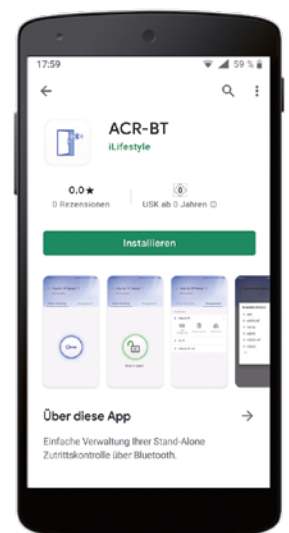 17:59
59 %
ACR-BT
iLifestyle
0.0★
0 Rezensionen
0
USK ab 0 Jahren
Installieren
Über diese App
Einfache Verwaltung Ihrer Stand-Alone
Zutrittskontrolle über Bluetooth.